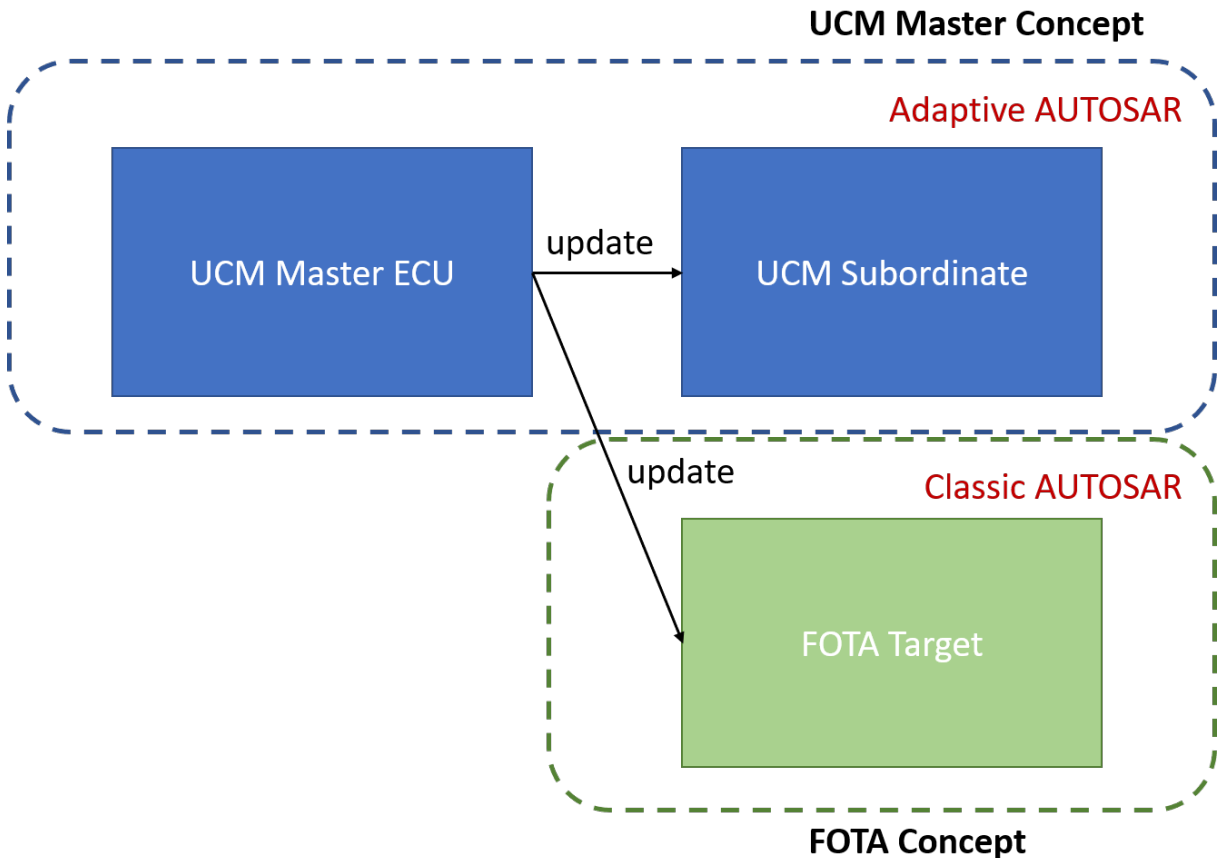 UCM Master Concept
Adaptive AUTOSAR
UCM Master ECU
update
UCM Subordinate
update
Classic AUTOSAR
FOTA Target
FOTA Concept